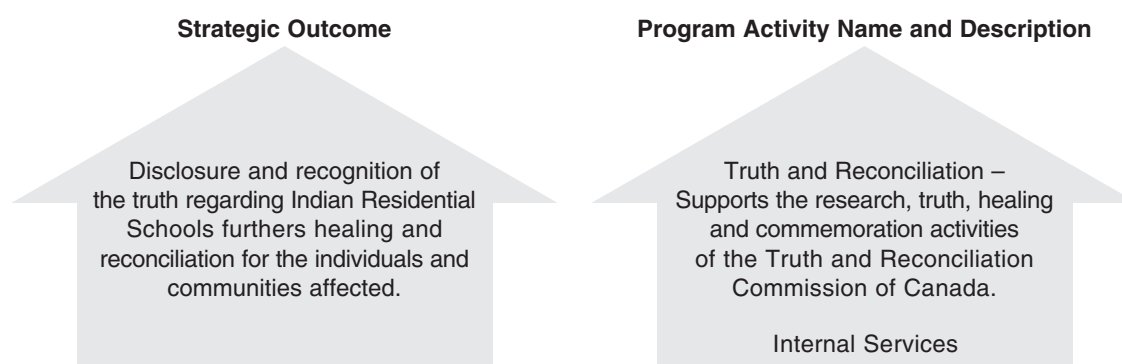 Strategic Outcome
Disclosure and recognition of
the truth regarding Indian Residential
Schools furthers healing and
reconciliation for the individuals and
communities affected.
Program Activity Name and Description
Truth and Reconciliation –
Supports the research, truth, healing
and commemoration activities
of the Truth and Reconciliation
Commission of Canada.
Internal Services